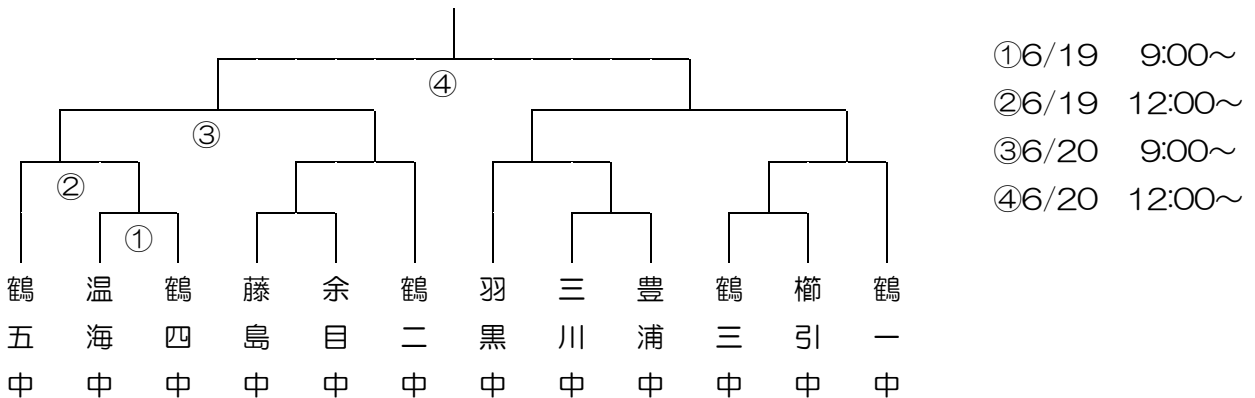 ①6/19 9:00～
②6/19 12:00～
③6/20 9:00～
④6/20 12:00～
④
③
②
①
鶴五中
温海中
鶴四中
藤島中
余目中
鶴二中
羽黒中
三川中
豊浦中
鶴三中
櫛引中
鶴一中